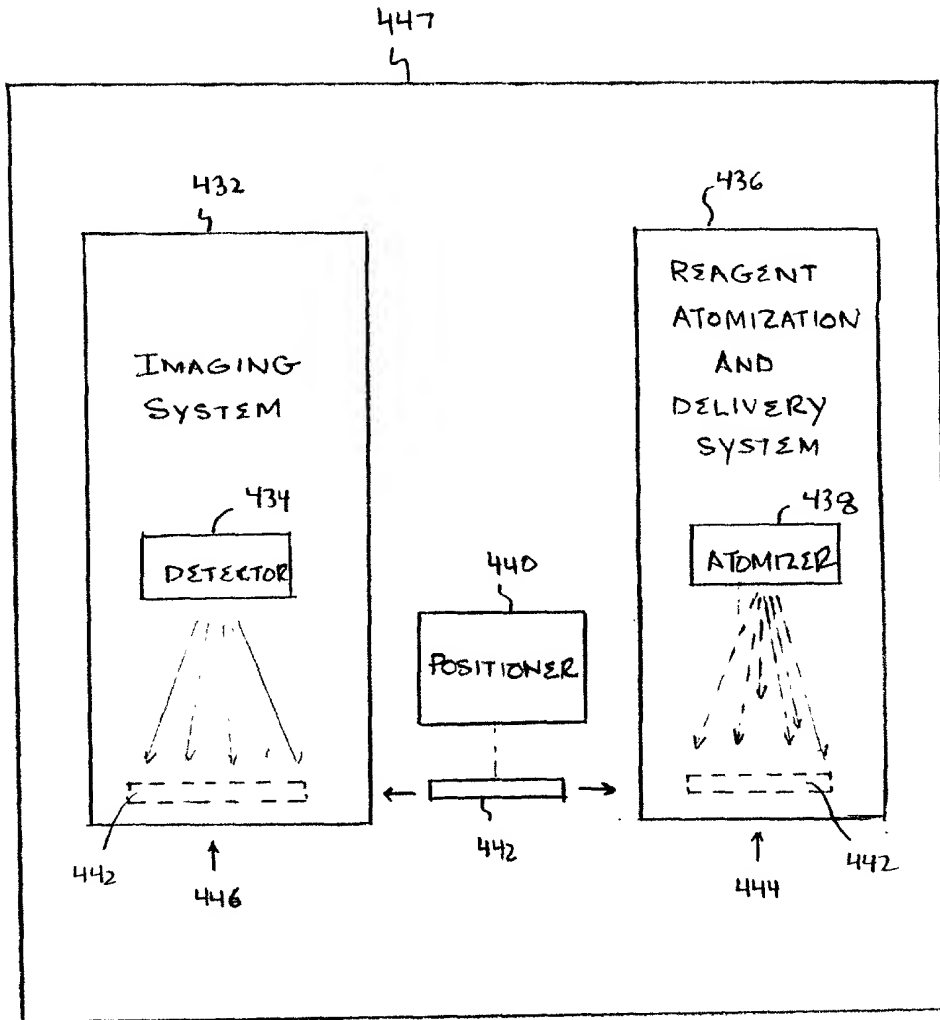 447
432
436
IMAGING
SYSTEM
REAGENT
ATOMIZATION
AND
DELIVERY
SYSTEM
434
DETECTOR
440
POSITIONER
438
ATOMIZER
442
446
442
444
442